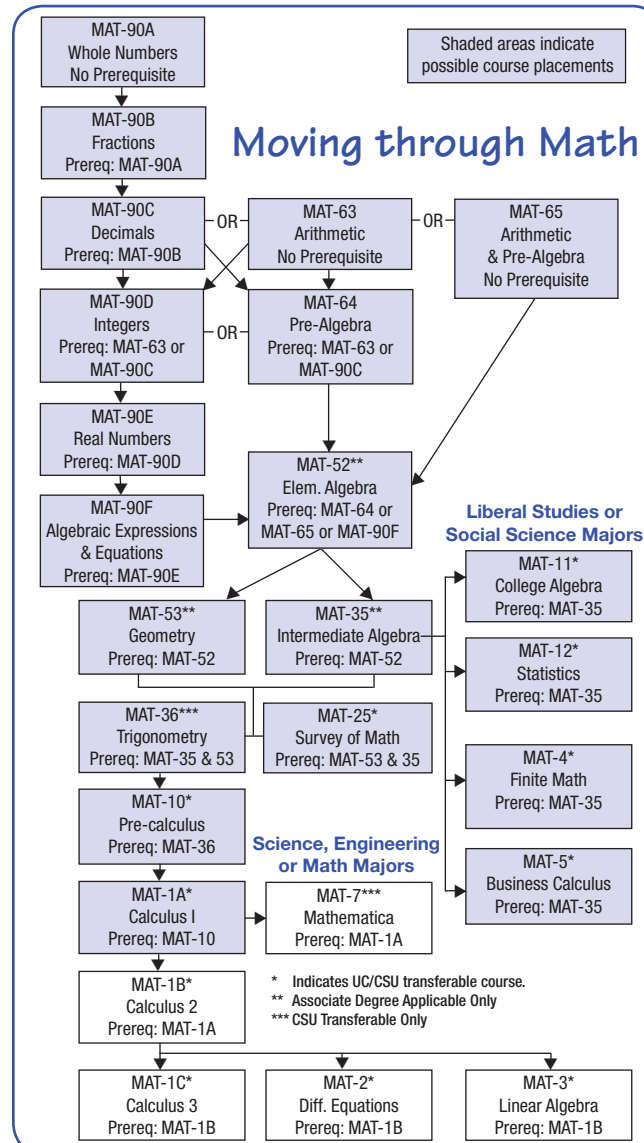 MAT-90A
Whole Numbers
No Prerequisite
Shaded areas indicate
possible course placements
Moving through Math
MAT-90B
Fractions
Prereq: MAT-90A
MAT-90C
Decimals
Prereq: MAT-90B
OR
MAT-63
Arithmetic
No Prerequisite
OR
MAT-65
Arithmetic
& Pre-Algebra
No Prerequisite
MAT-90D
Integers
Prereq: MAT-63 or
MAT-90C
OR
MAT-64
Pre-Algebra
Prereq: MAT-63 or
MAT-90C
MAT-90E
Real Numbers
Prereq: MAT-90D
MAT-90F
Algebraic Expressions
& Equations
Prereq: MAT-90E
MAT-52**
Elem. Algebra
Prereq: MAT-64 or
MAT-65 or MAT-90F
Liberal Studies or
Social Science Majors
MAT-11*
College Algebra
Prereq: MAT-35
MAT-53**
Geometry
Prereq: MAT-52
MAT-35**
Intermediate Algebra
Prereq: MAT-52
MAT-12*
Statistics
Prereq: MAT-35
MAT-36***
Trigonometry
Prereq: MAT-35 & 53
MAT-25*
Survey of Math
Prereq: MAT-53 & 35
MAT-4*
Finite Math
Prereq: MAT-35
MAT-10*
Pre-calculus
Prereq: MAT-36
Science, Engineering
or Math Majors
MAT-5*
Business Calculus
Prereq: MAT-35
MAT-1A*
Calculus I
Prereq: MAT-10
MAT-7***
Mathematica
Prereq: MAT-1A
MAT-1B*
Calculus 2
Prereq: MAT-1A
* Indicates UC/CSU transferable course.
** Associate Degree Applicable Only
*** CSU Transferable Only
MAT-1C*
Calculus 3
Prereq: MAT-1B
MAT-2*
Diff. Equations
Prereq: MAT-1B
MAT-3*
Linear Algebra
Prereq: MAT-1B